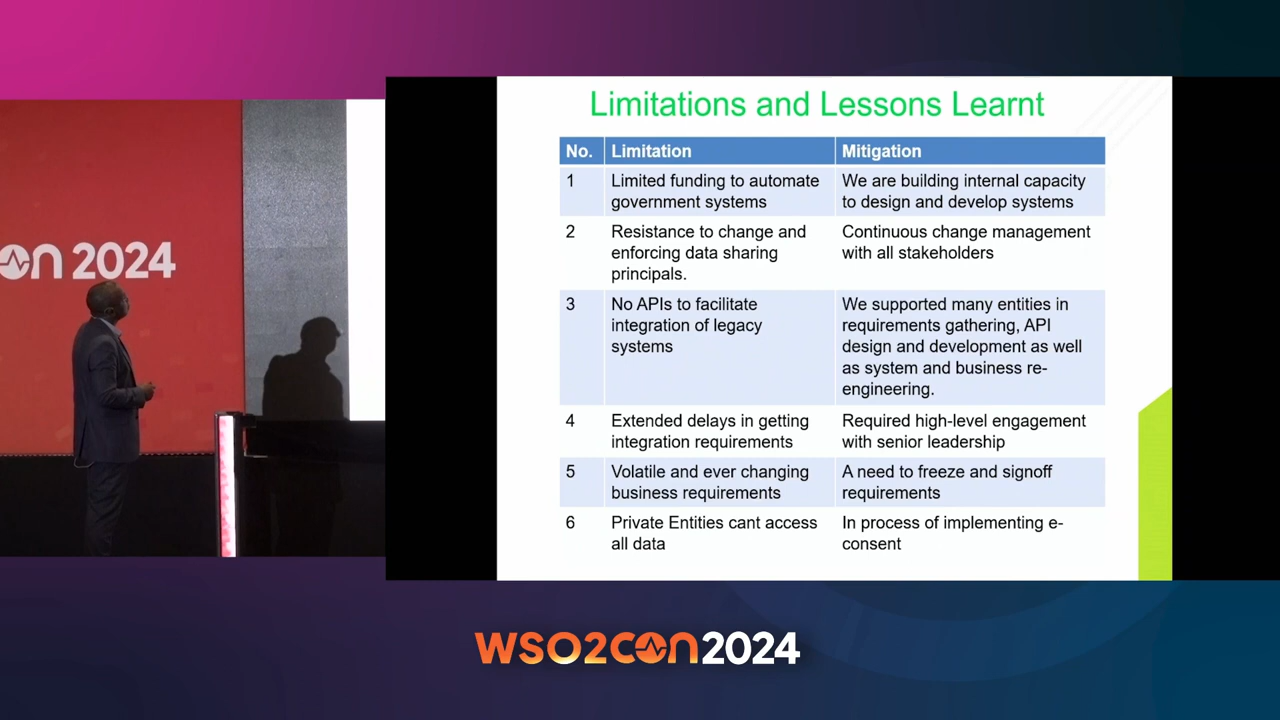 Limitations and Lessons Learnt
No. Limitation Mitigation
1 Limited funding to automate We are building internal capacity
government systems to design and develop systems
2 Resistance to change and Continuous change management
enforcing data sharing with all stakeholders
principals.
3 No APIs to facilitate We supported many entities in
integration of legacy requirements gathering, API
systems design and development as well
as system and business re-
engineering.
4 Extended delays in getting Required high-level engagement
integration requirements with senior leadership
5 Volatile and ever changing A need to freeze and signoff
business requirements requirements
6 Private Entities cant access In process of implementing e-
all data consent
on 2024
WSO2CON2024